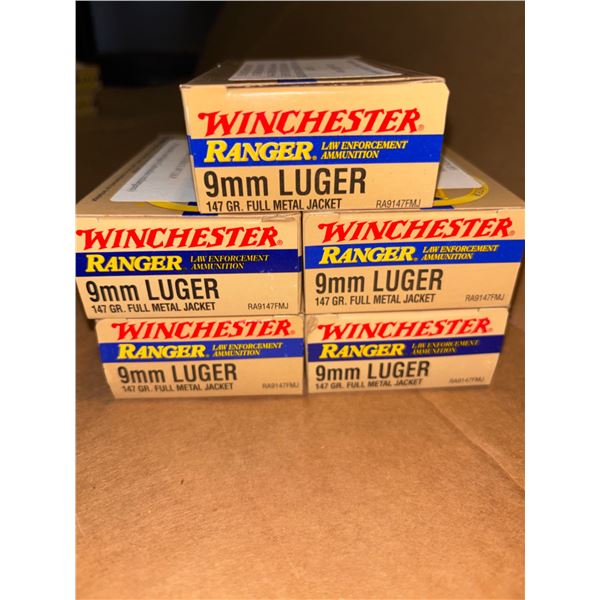 WINCHESTER®
RANGER® LAW ENFORCEMENT AMMUNITION
9mm LUGER
147 GR. FULL METAL JACKET RA9147FMJ
WINCHESTER®
RANGER® LAW ENFORCEMENT AMMUNITION
9mm LUGER
147 GR. FULL METAL JACKET RA9147FMJ
WINCHESTER®
RANGER® LAW ENFORCEMENT AMMUNITION
9mm LUGER
147 GR. FULL METAL JACKET RA9147FMJ
WINCHESTER®
RANGER® LAW ENFORCEMENT AMMUNITION
9mm LUGER
147 GR. FULL METAL JACKET RA9147FMJ
WINCHESTER®
RANGER® LAW ENFORCEMENT AMMUNITION
9mm LUGER
147 GR. FULL METAL JACKET RA9147FMJ